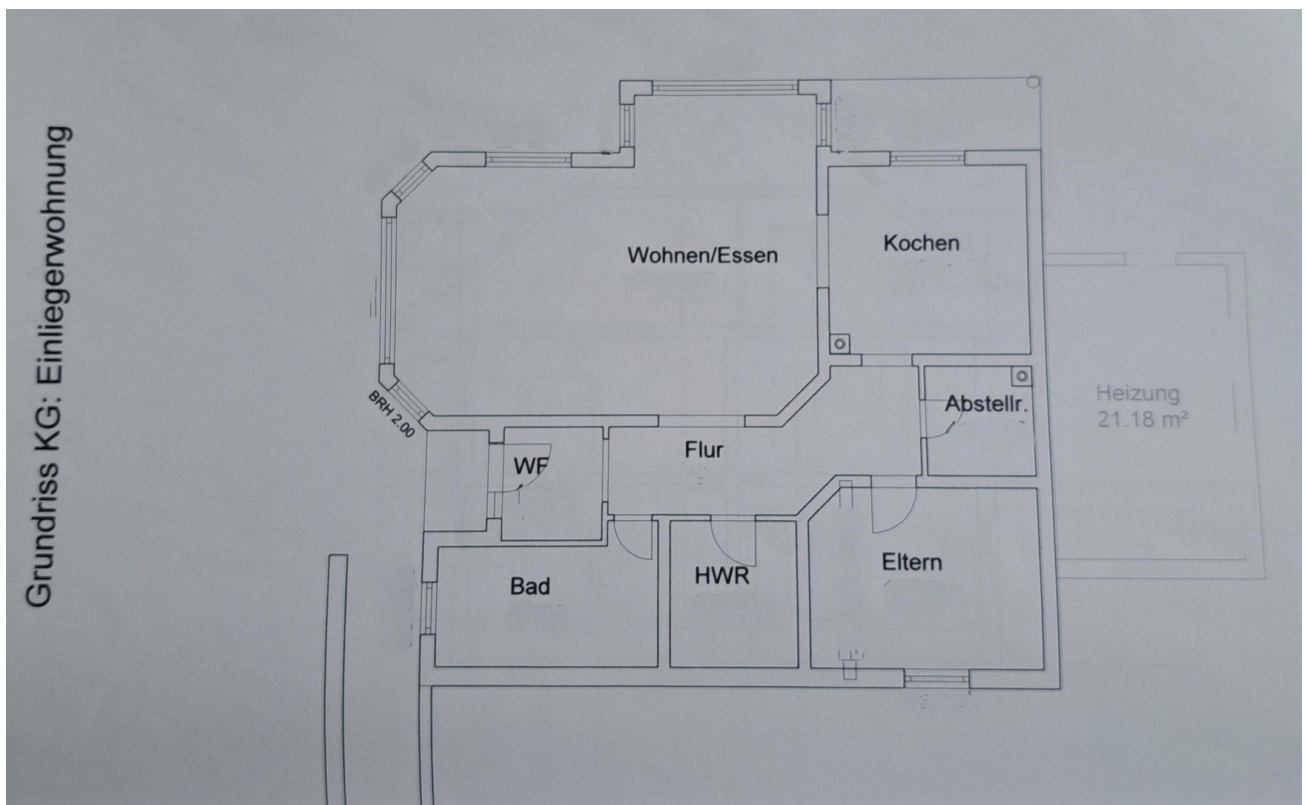 Grundriss KG: Einliegerwohnung
Wohnen/Essen
Kochen
BRH 2.00
Abstellr.
Heizung
21.18 m²
WF
Flur
Bad
HWR
Eltern